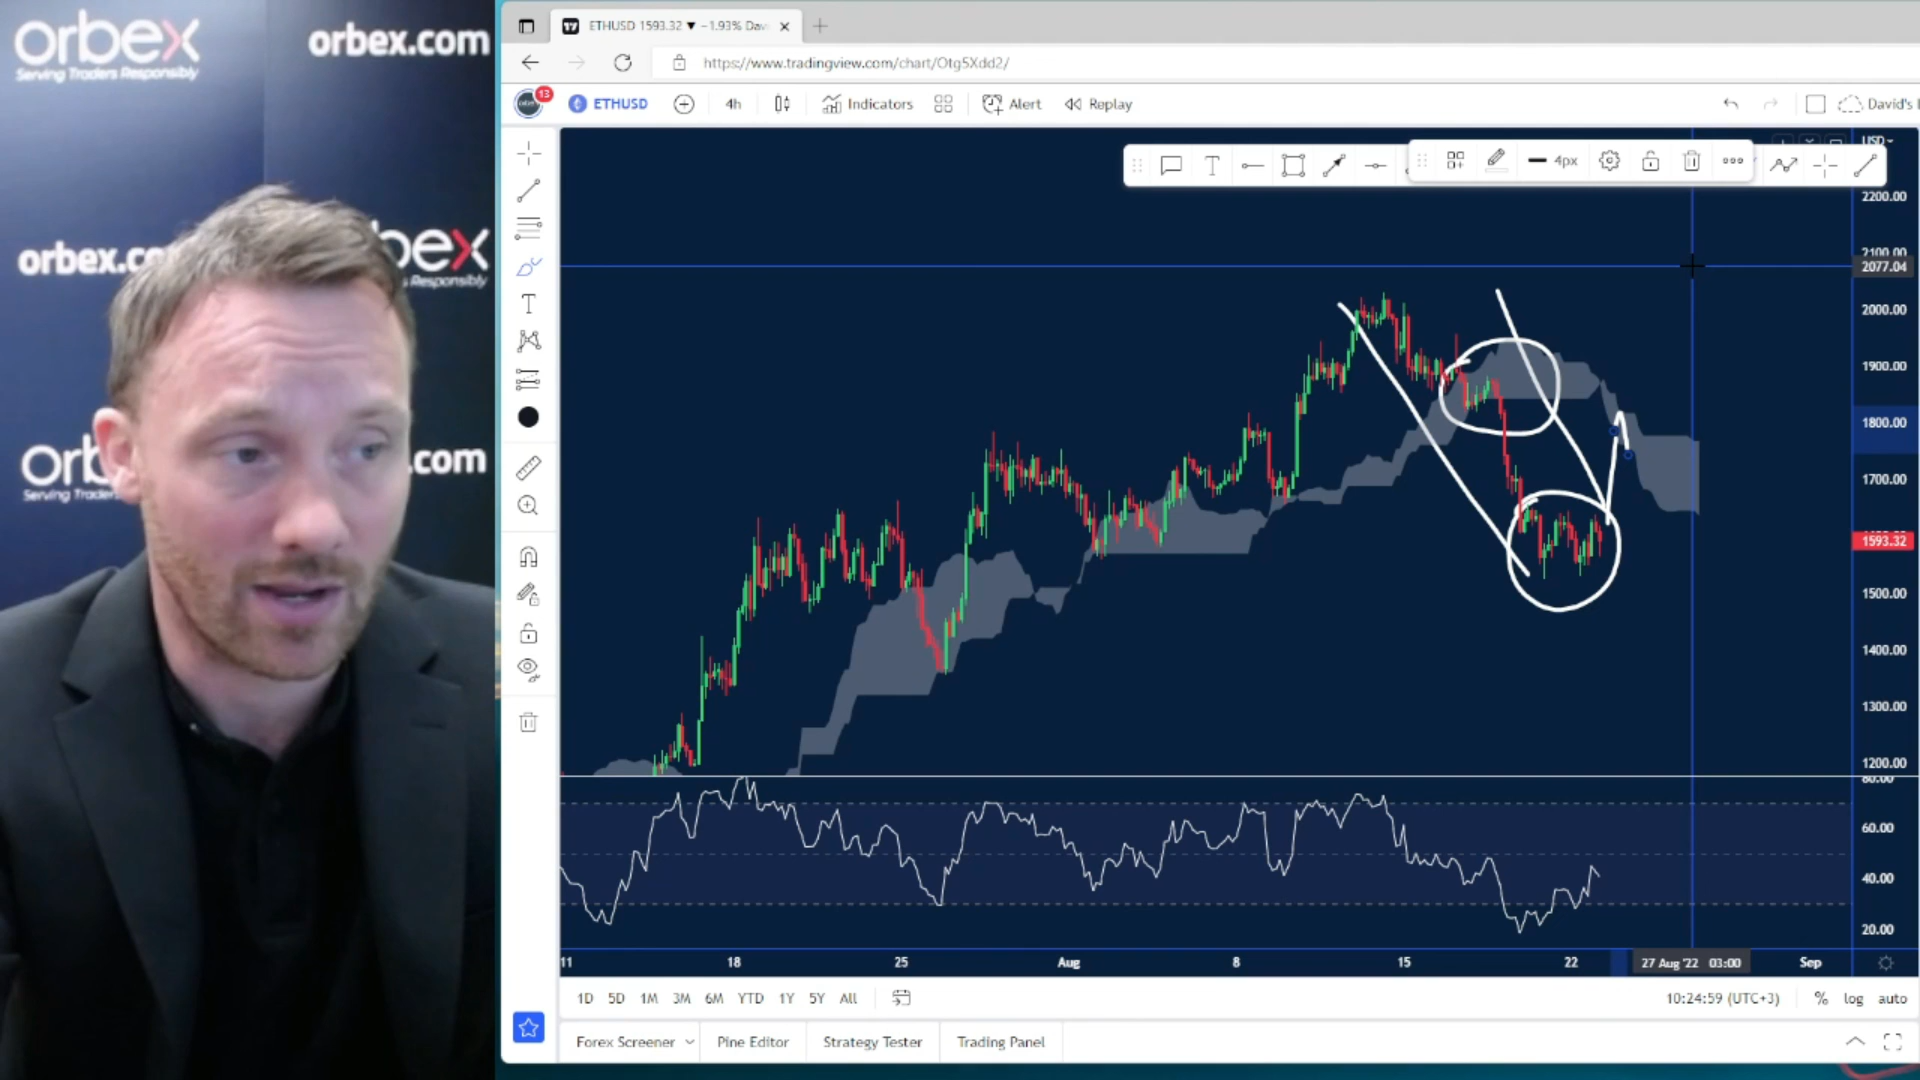 orbex
Serving Traders Responsibly
orbex.com
orbex.co
bex
Responsibly
Orb
Serving Trade
.com
ETHUSD 1593.32 ▼ −1.93% Dav
https://www.tradingview.com/chart/Otg5Xdd2/
13
ETHUSD
4h
Indicators
Alert
Replay
David's
4px
USD
2200.00
2100.00
2077.04
2000.00
1900.00
1800.00
1700.00
1593.32
1500.00
1400.00
1300.00
1200.00
80.00
60.00
40.00
20.00
11 18 25 Aug 8 15 22 27 Aug '22 03:00 Sep
1D 5D 1M 3M 6M YTD 1Y 5Y All
10:24:59 (UTC+3) % log auto
Forex Screener Pine Editor Strategy Tester Trading Panel